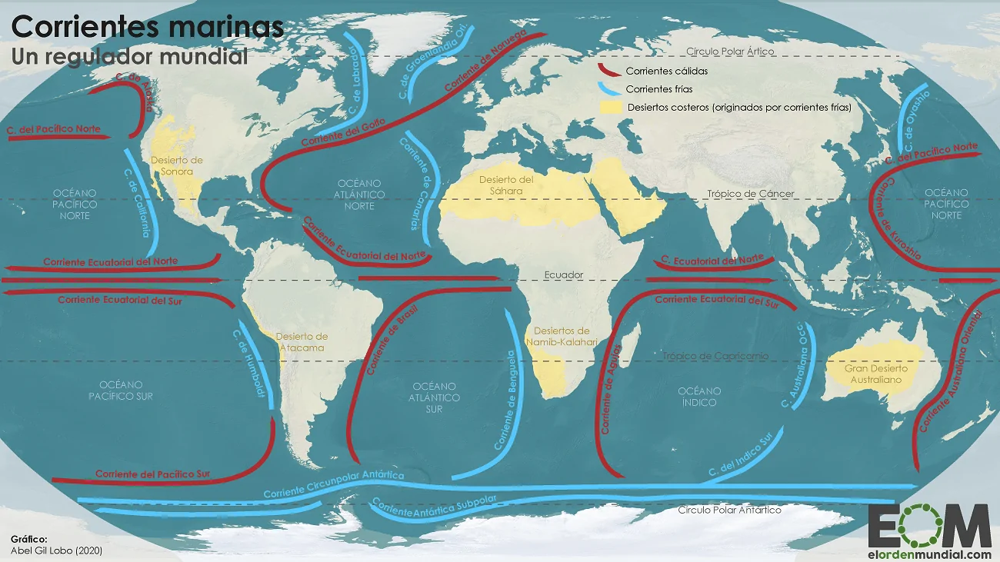 Corrientes marinas
Un regulador mundial
Círculo Polar Ártico
Corrientes cálidas
Corrientes frías
Desiertos costeros (originados por corrientes frías)
C. de Alaska
C. de Labrador
C. de Groenlandia Orl.
Corriente de Noruega
C. de Oyashio
C. del Pacífico Norte
Corriente del Golfo
C. del Pacífico Norte
Desierto de
Sonora
C. de California
OCÉANO
PACÍFICO
NORTE
OCÉANO
ATLÁNTICO
NORTE
Corriente de Canarias
Desierto del
Sáhara
Trópico de Cáncer
Corriente de Kuroshio
OCÉANO
PACÍFICO
NORTE
Corriente Ecuatorial del Norte
Corriente Ecuatorial del Norte
C. Ecuatorial del Norte
Ecuador
Corriente Ecuatorial del Sur
Corriente de Brasil
Corriente Ecuatorial del Sur
C. de Humboldt
Desierto de
Atacama
Desiertos de
Namib-Kalahari
Corriente de Benguela
Corriente de Agujas
Trópico de Capricornio
C. Australiana Occ.
Gran Desierto
Australiano
Corriente Australiana Oriental
OCÉANO
PACÍFICO SUR
OCÉANO
ATLÁNTICO
SUR
OCÉANO
ÍNDICO
C. del Indico Sur
Corriente del Pacífico Sur
Corriente Circunpolar Antártica
Corriente Antártica Subpolar
Círculo Polar Antártico
Gráfico:
Abel Gil Lobo (2020)
EOM
elordenmundial.com